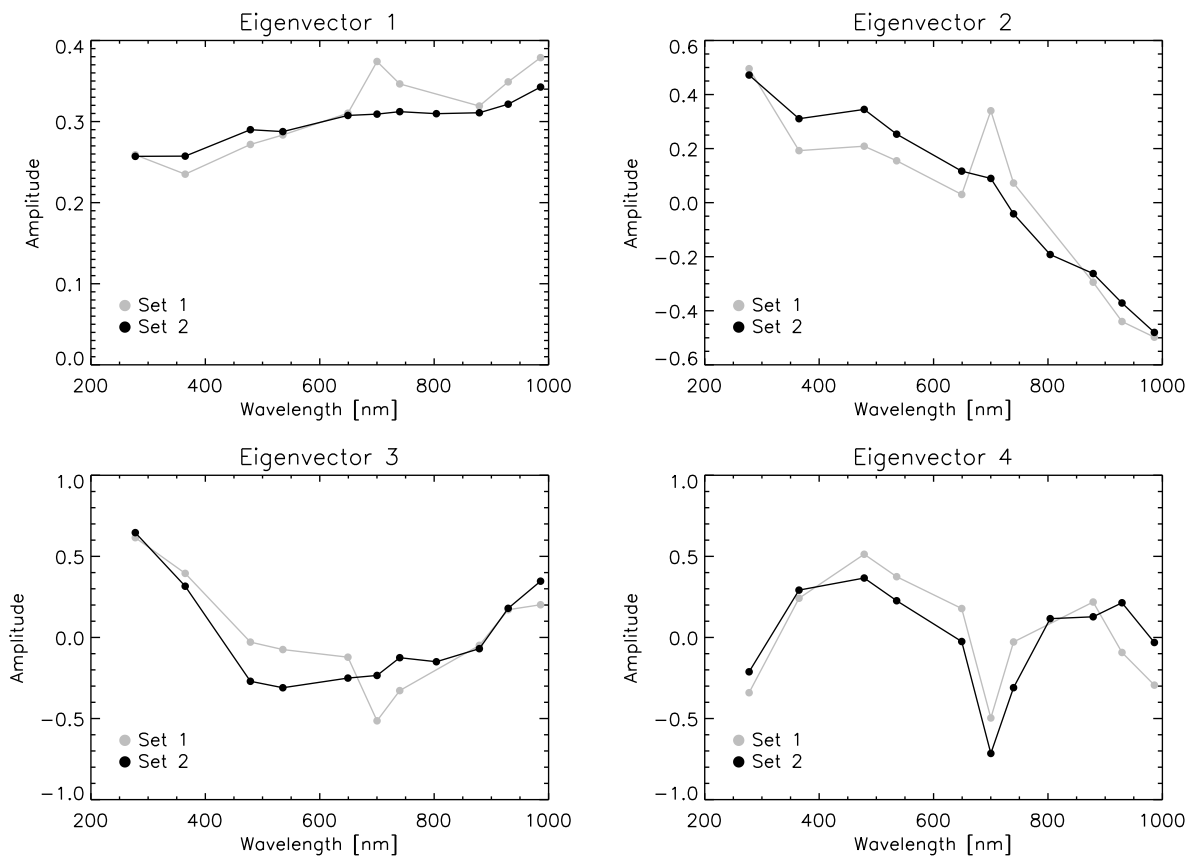 Eigenvector 1
0.4
0.3
0.2
0.1
0.0
Amplitude
Set 1
Set 2
200 400 600 800 1000
Wavelength [nm]
Eigenvector 2
0.6
0.4
0.2
0.0
−0.2
−0.4
−0.6
Amplitude
Set 1
Set 2
200 400 600 800 1000
Wavelength [nm]
Eigenvector 3
1.0
0.5
0.0
−0.5
−1.0
Amplitude
Set 1
Set 2
200 400 600 800 1000
Wavelength [nm]
Eigenvector 4
1.0
0.5
0.0
−0.5
−1.0
Amplitude
Set 1
Set 2
200 400 600 800 1000
Wavelength [nm]